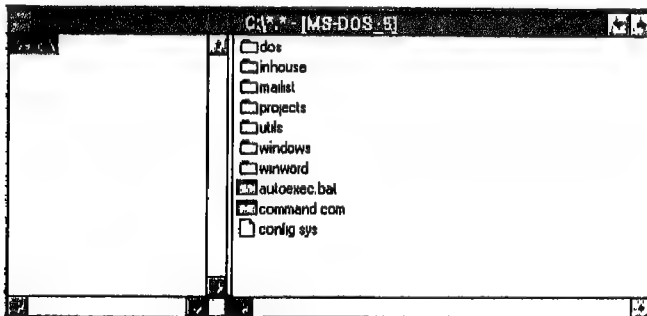 C:\*.* - [MS-DOS_5]
dos
inhouse
mailist
projects
utils
windows
winword
autoexec.bat
command com
config sys